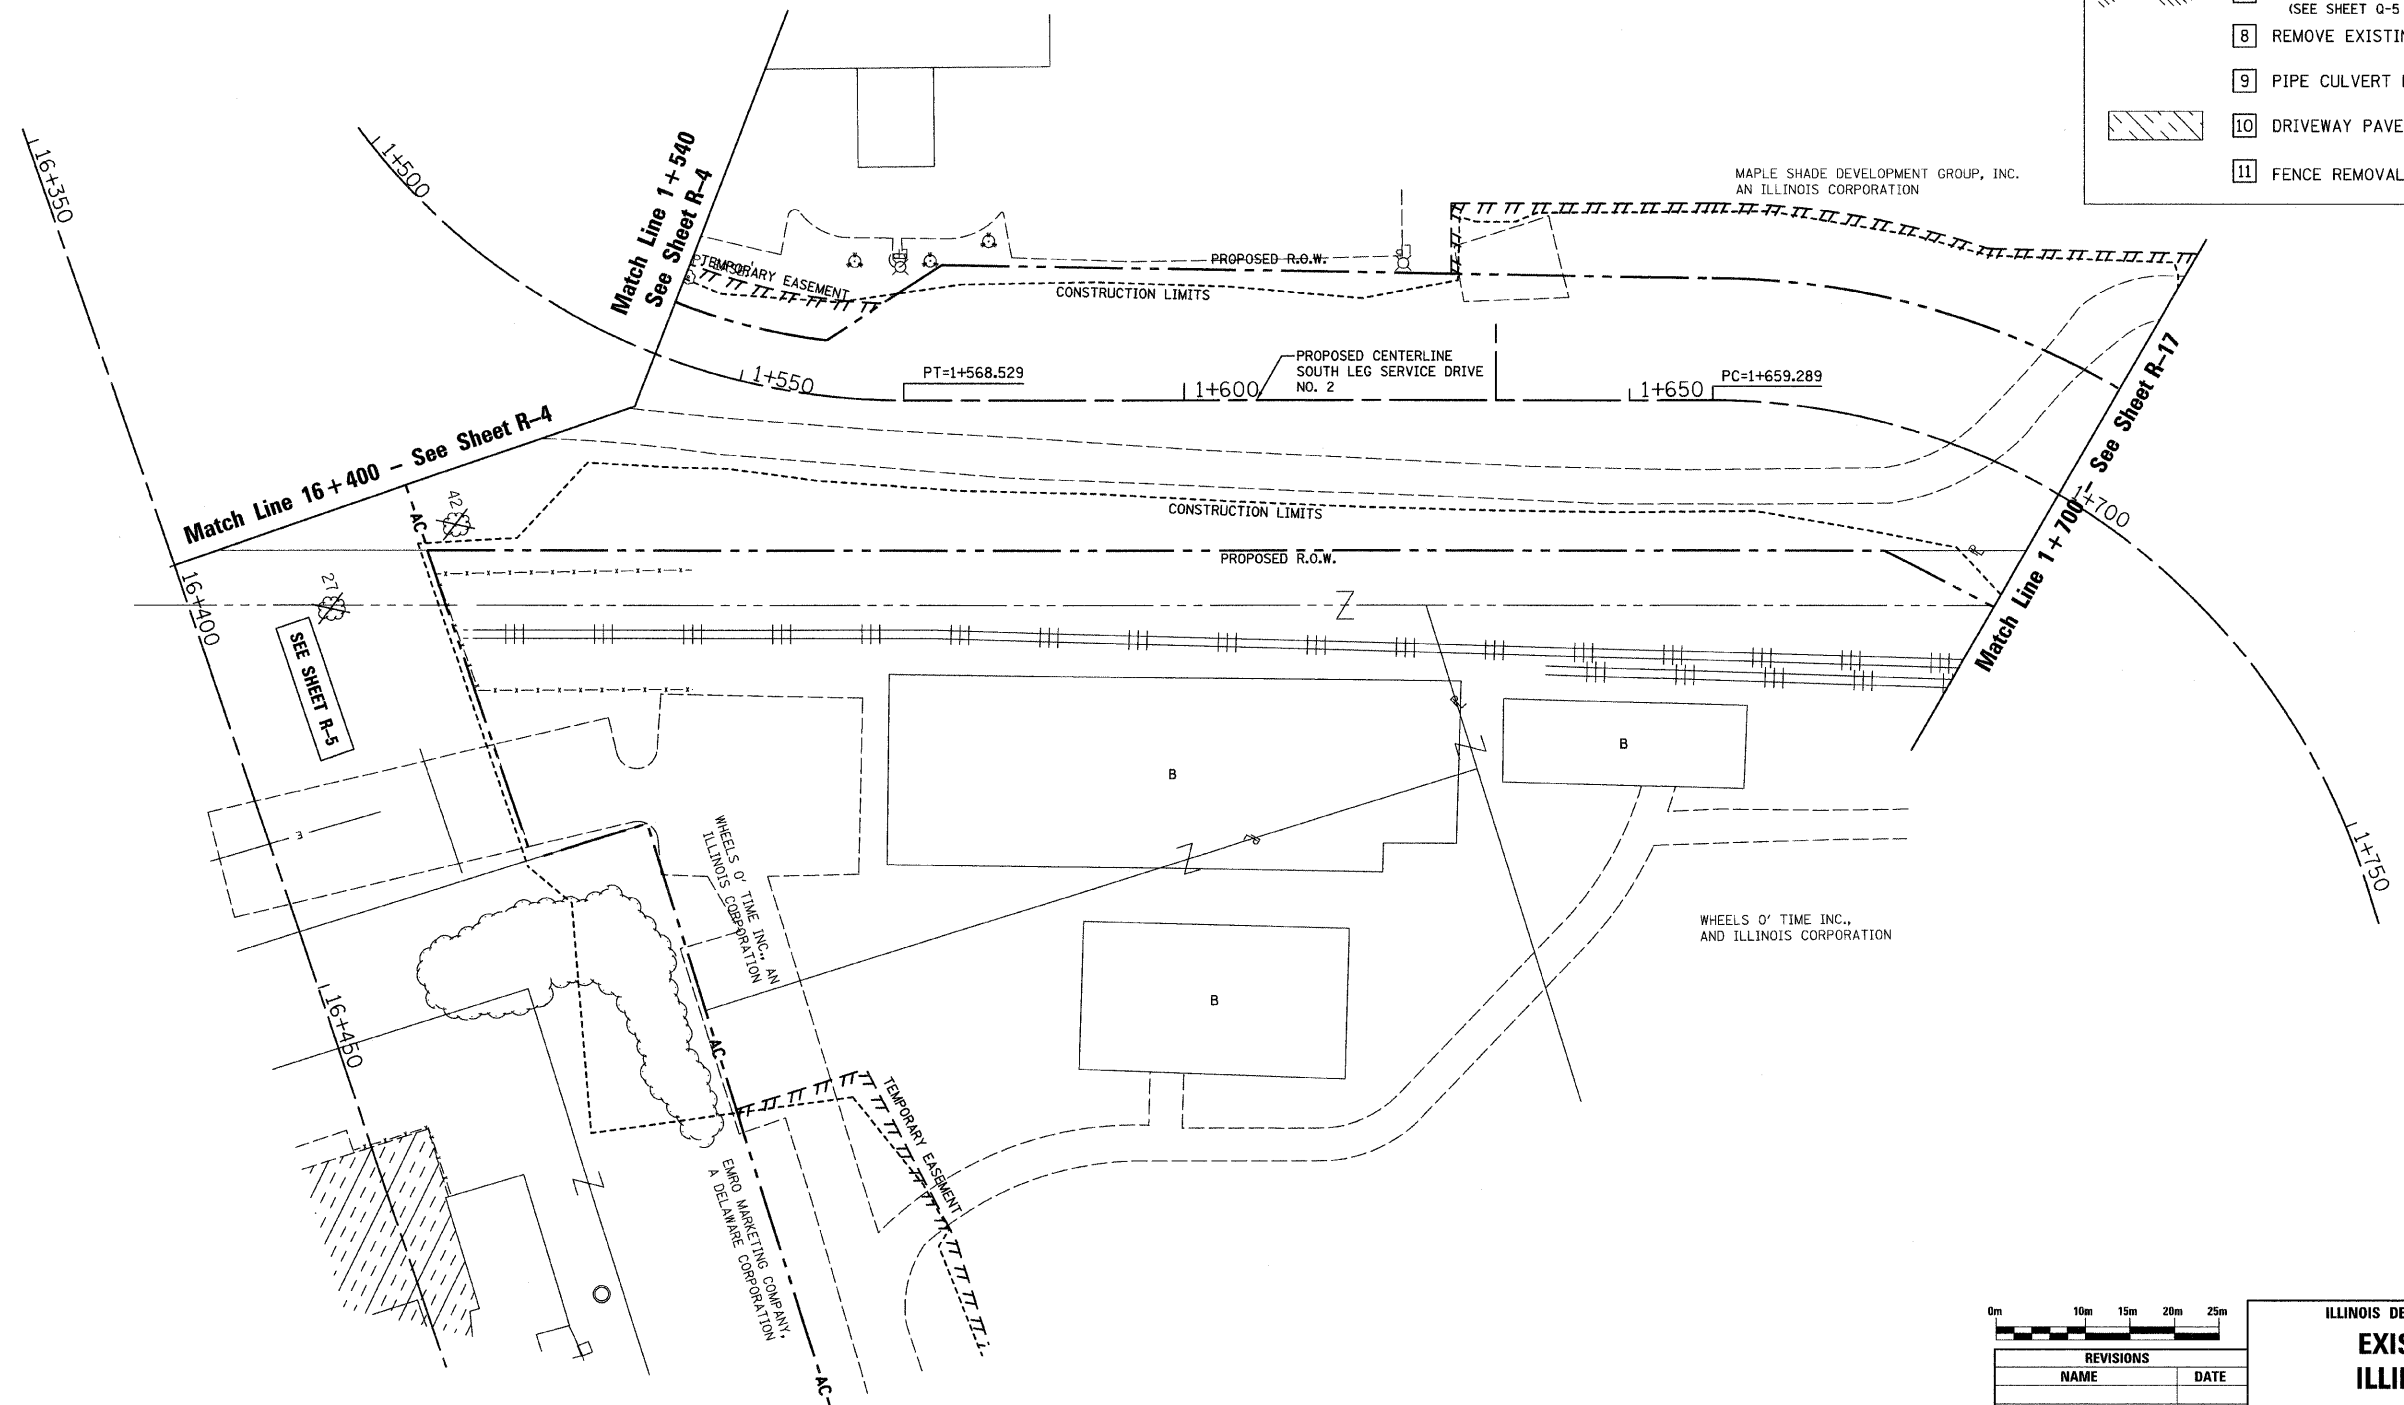 (SEE SHEET Q-5
8 REMOVE EXISTIN
9 PIPE CULVERT
10 DRIVEWAY PAVE
11 FENCE REMOVAL
16+350
1+500
Match Line 1+540
See Sheet R-4
MAPLE SHADE DEVELOPMENT GROUP, INC.
AN ILLINOIS CORPORATION
TEMPORARY EASEMENT
PROPOSED R.O.W.
CONSTRUCTION LIMITS
1+550
PT=1+568.529
1+600
PROPOSED CENTERLINE
SOUTH LEG SERVICE DRIVE
NO. 2
1+650
PC=1+659.289
Match Line 16+400 - See Sheet R-4
Match Line 1+700 - See Sheet R-17
1+700
AC
42
CONSTRUCTION LIMITS
PROPOSED R.O.W.
16+400
27
SEE SHEET R-5
B
B
3
WHEELS O' TIME INC., AN
ILLINOIS CORPORATION
1+750
WHEELS O' TIME INC.,
AND ILLINOIS CORPORATION
B
16+450
AC
TEMPORARY EASEMENT
EMRO MARKETING COMPANY,
A DELAWARE CORPORATION
AC
0m 10m 15m 20m 25m
REVISIONS
NAME DATE
ILLINOIS DE
EXIS
ILLI